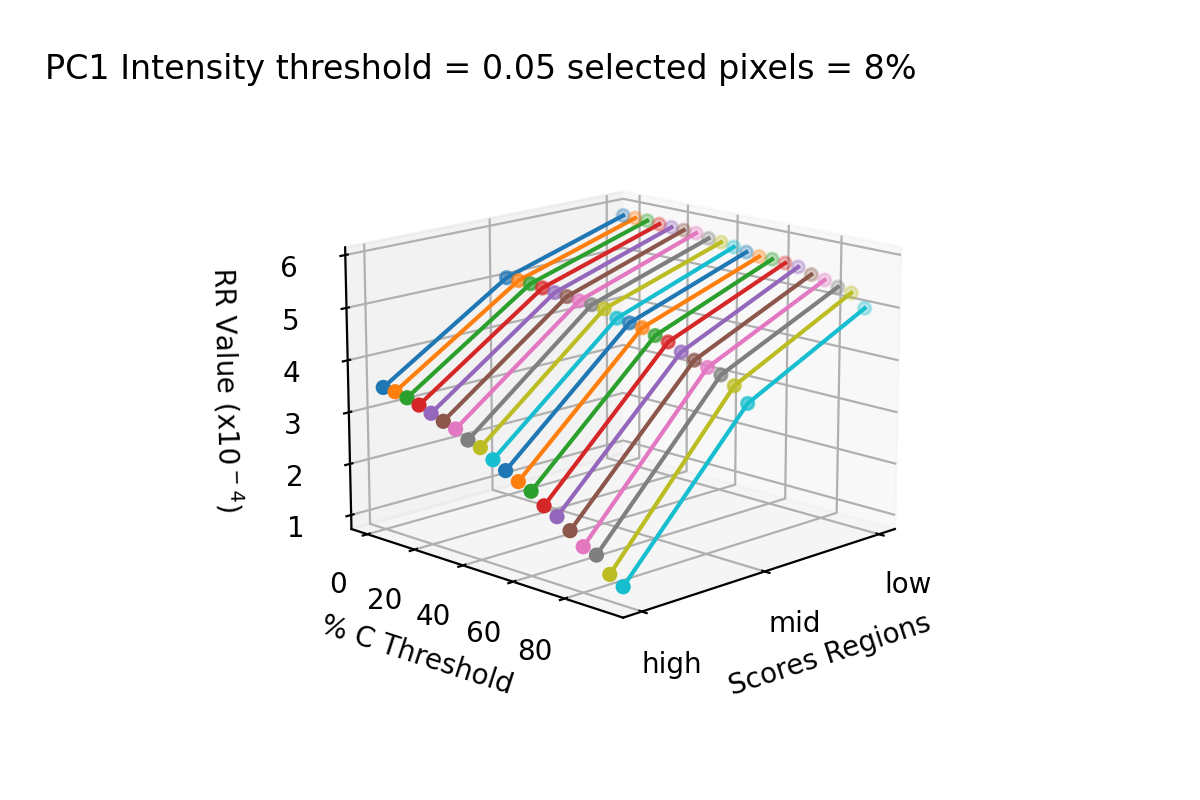 PC1 Intensity threshold = 0.05 selected pixels = 8%
RR Value (x10⁻⁴)
6
5
4
3
2
1
0
20
40
60
80
% C Threshold
high
mid
low
Scores Regions